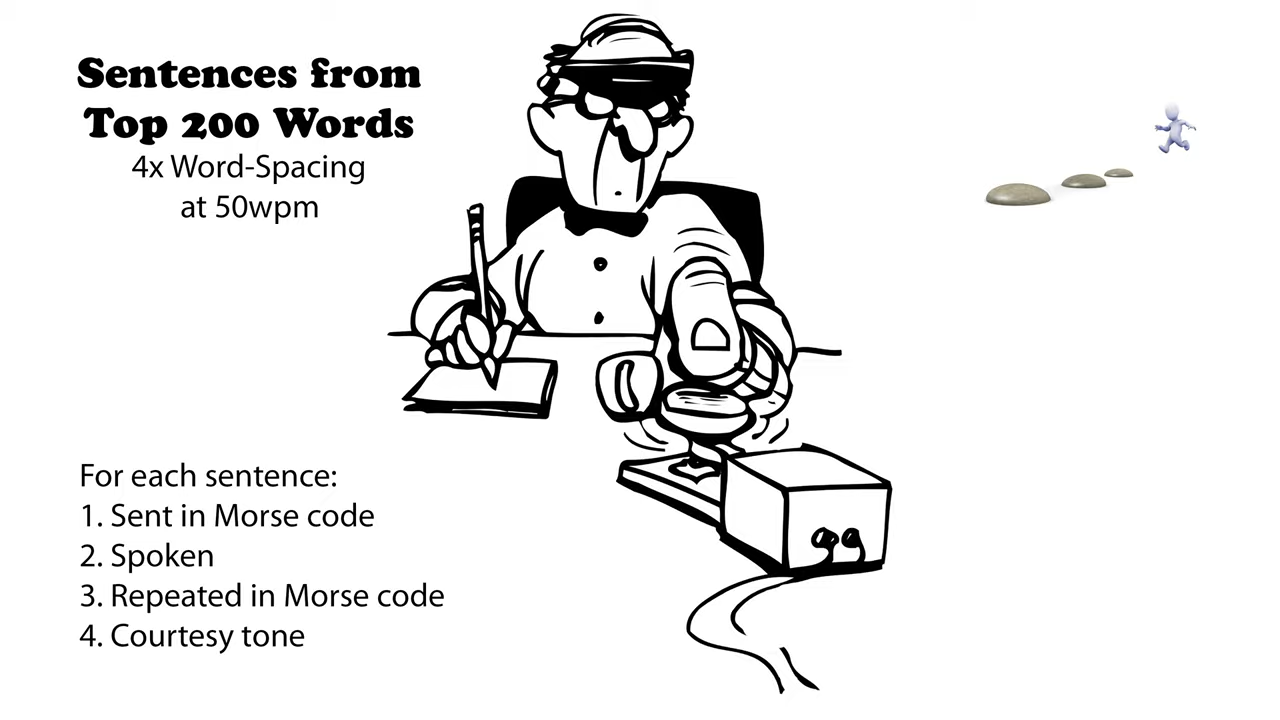 Sentences from
Top 200 Words
4x Word-Spacing
at 50wpm
For each sentence:
1. Sent in Morse code
2. Spoken
3. Repeated in Morse code
4. Courtesy tone